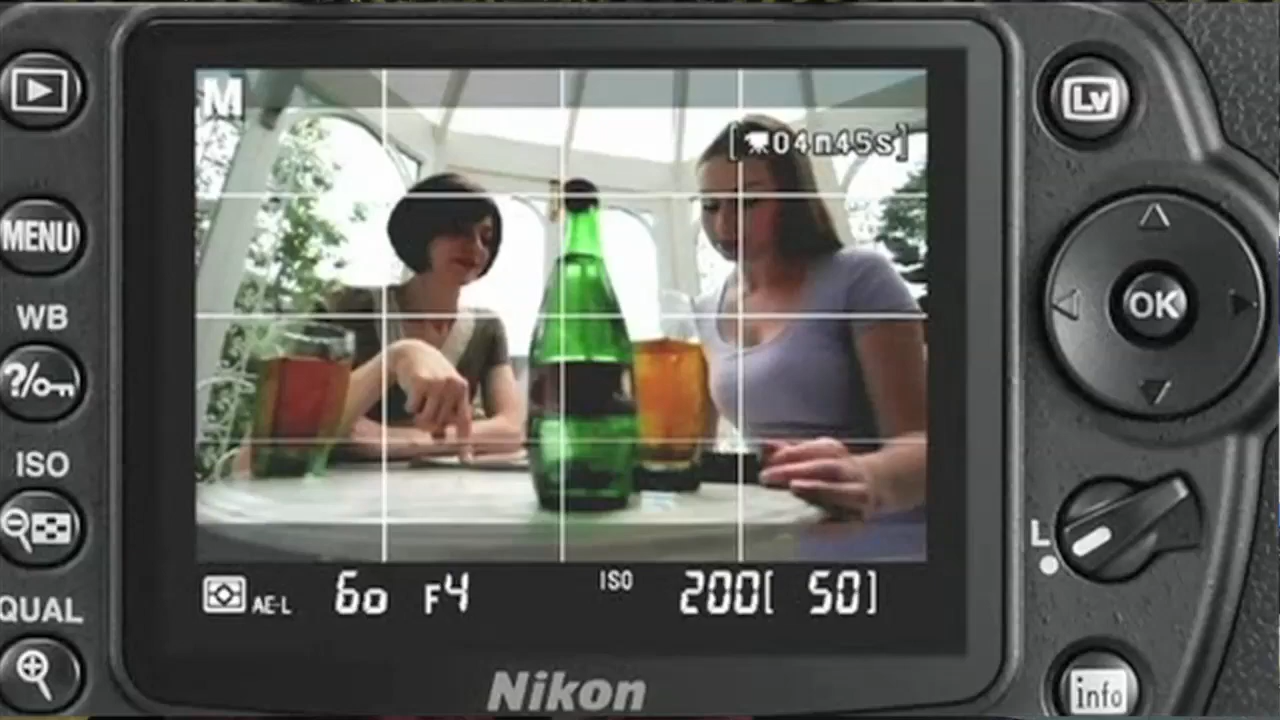 M
[04m45s]
Lv
MENU
WB
OK
?/
ISO
L
QUAL
AE-L 60 F4 ISO 200[ 50]
Nikon
info